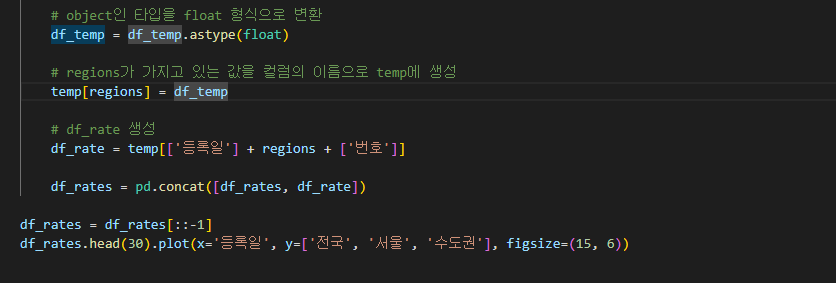 # object인 타입을 float 형식으로 변환
df_temp = df_temp.astype(float)
# regions가 가지고 있는 값을 컬럼의 이름으로 temp에 생성
temp[regions] = df_temp
# df_rate 생성
df_rate = temp[['등록일'] + regions + ['번호']]
df_rates = pd.concat([df_rates, df_rate])
df_rates = df_rates[::-1]
df_rates.head(30).plot(x='등록일', y=['전국', '서울', '수도권'], figsize=(15, 6))